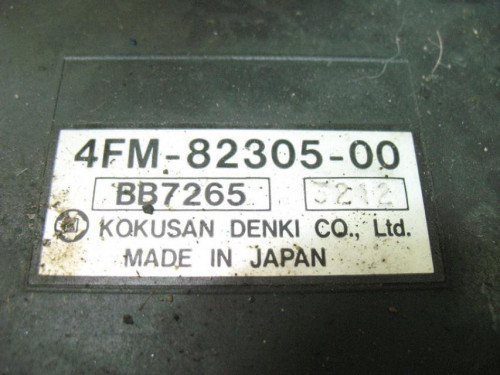 4FM-82305-00
BB7265 5212
KOKUSAN DENKI CO., Ltd.
MADE IN JAPAN